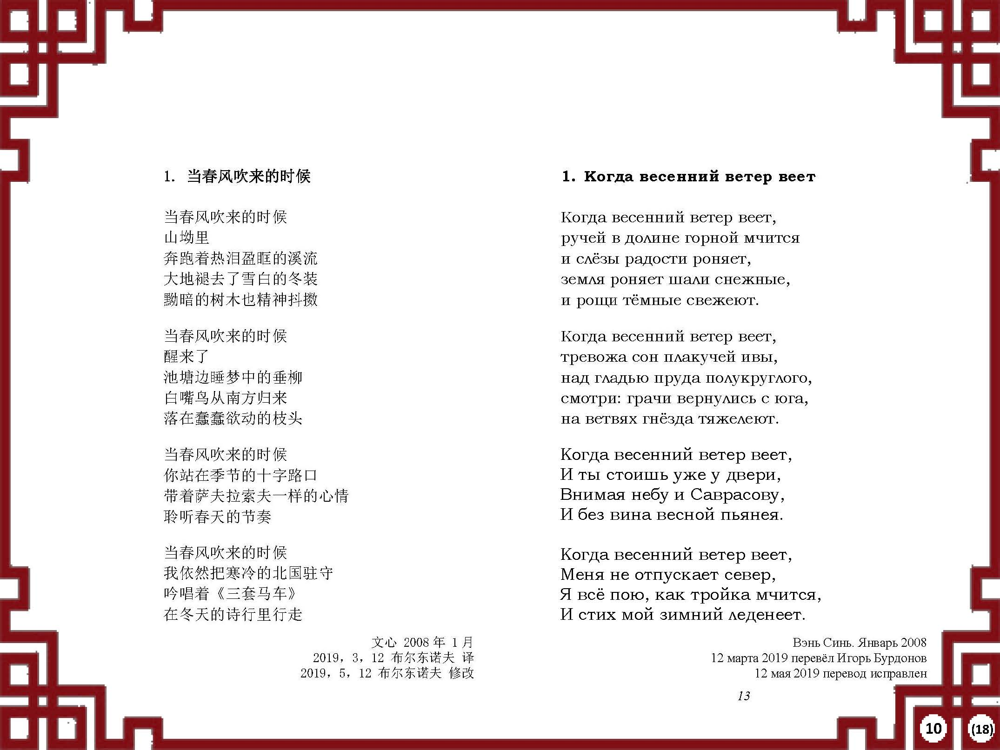 1. 当春风吹来的时候

当春风吹来的时候
山坳里
奔跑着热泪盈眶的溪流
大地褪去了雪白的冬装
黝暗的树木也精神抖擞

当春风吹来的时候
醒来了
池塘边睡梦中的垂柳
白嘴鸟从南方归来
落在蠢蠢欲动的枝头

当春风吹来的时候
你站在季节的十字路口
带着萨夫拉索夫一样的心情
聆听春天的节奏

当春风吹来的时候
我依然把寒冷的北国驻守
吟唱着《三套马车》
在冬天的诗行里行走

文心 2008年 1月
2019，3，12 布尔东诺夫 译
2019，5，12 布尔东诺夫 修改

1. Когда весенний ветер веет

Когда весенний ветер веет,
ручей в долине горной мчится
и слёзы радости роняет,
земля роняет шали снежные,
и рощи тёмные свежеют.

Когда весенний ветер веет,
тревожа сон плакучей ивы,
над гладью пруда полукруглого,
смотри: грачи вернулись с юга,
на ветвях гнёзда тяжелеют.

Когда весенний ветер веет,
И ты стоишь уже у двери,
Внимая небу и Саврасову,
И без вина весной пьянея.

Когда весенний ветер веет,
Меня не отпускает север,
Я всё пою, как тройка мчится,
И стих мой зимний леденеет.

Вэнь Синь. Январь 2008
12 марта 2019 перевёл Игорь Бурдонов
12 мая 2019 перевод исправлен
13
10
(18)